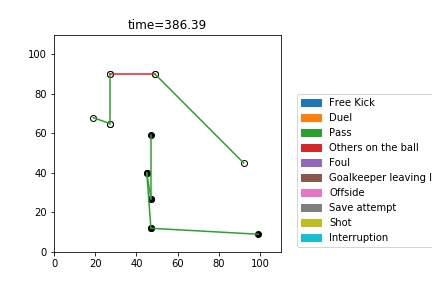 time=386.39
100
80
60
40
20
0
0 20 40 60 80 100
Free Kick
Duel
Pass
Others on the ball
Foul
Goalkeeper leaving l
Offside
Save attempt
Shot
Interruption